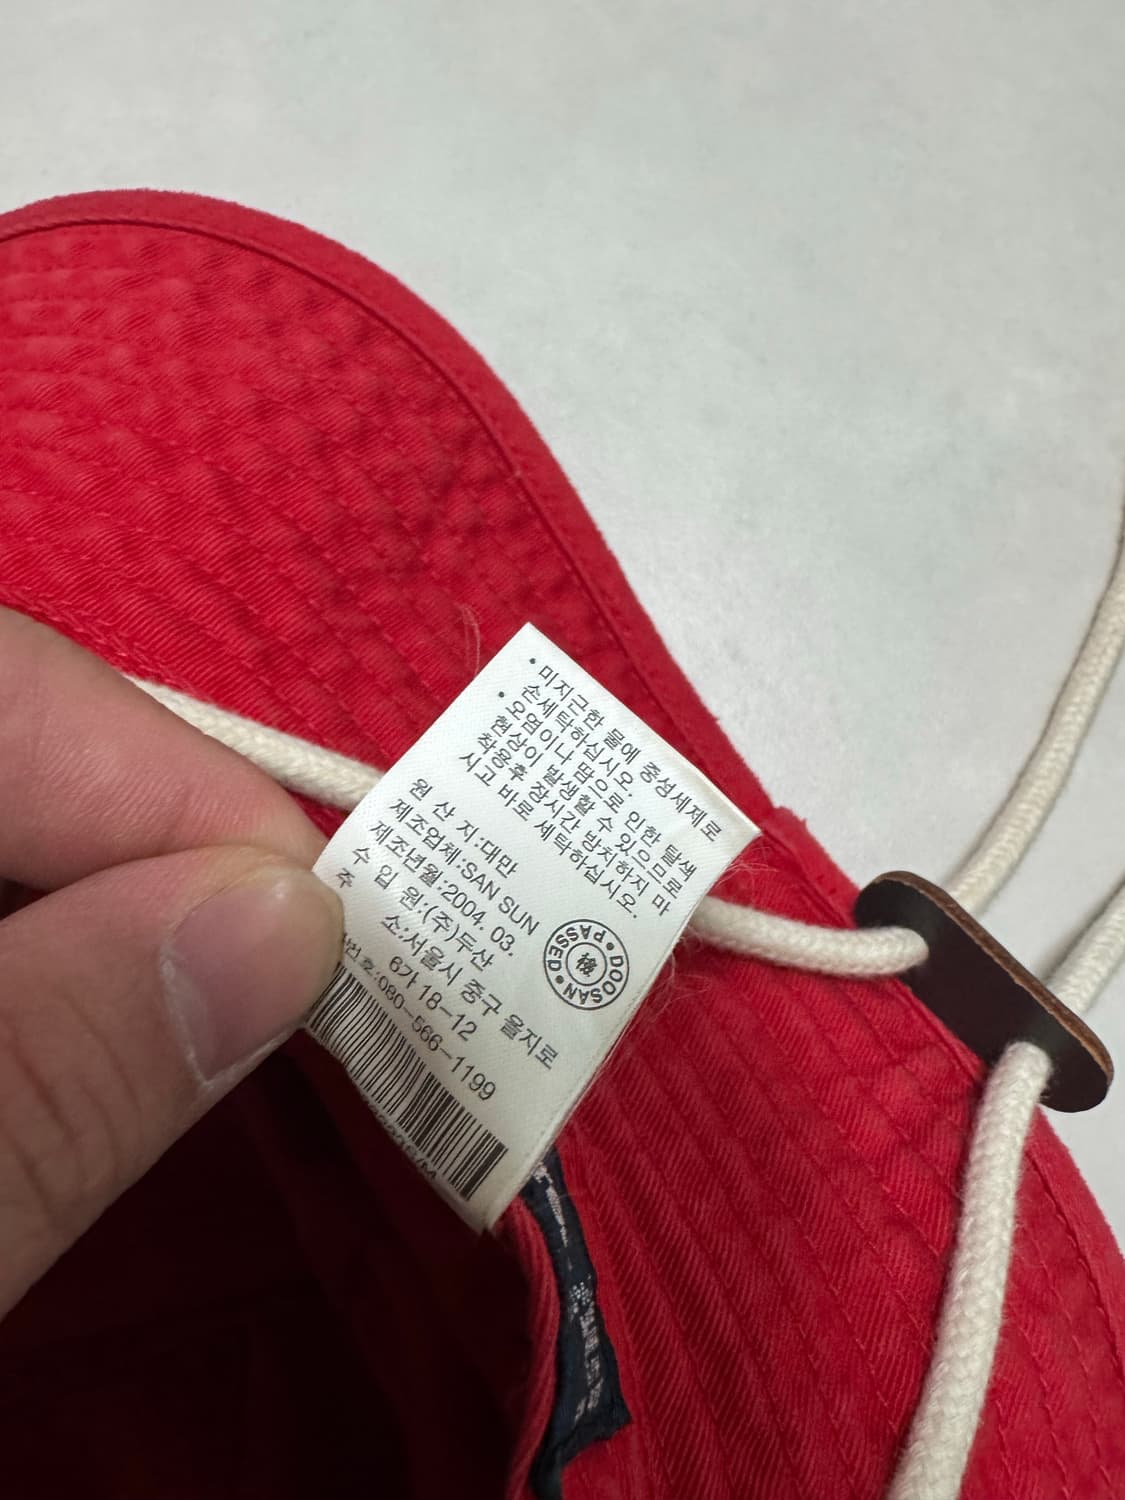 • 미지근한 물에 중성세제로
손세탁하십시오.
• 오염이나 땀으로 인한 탈색
현상이 발생할 수 있으므로
착용후 장시간 방치하지 마
시고 바로 세탁하십시오.
원 산 지:대만
제조업체:SAN SUN
제조년월:2004. 03.
수 입 원:(주)두산
주 소:서울시 중구 을지로
6가 18-12
080-566-1199
DOOSAN • PASSED •